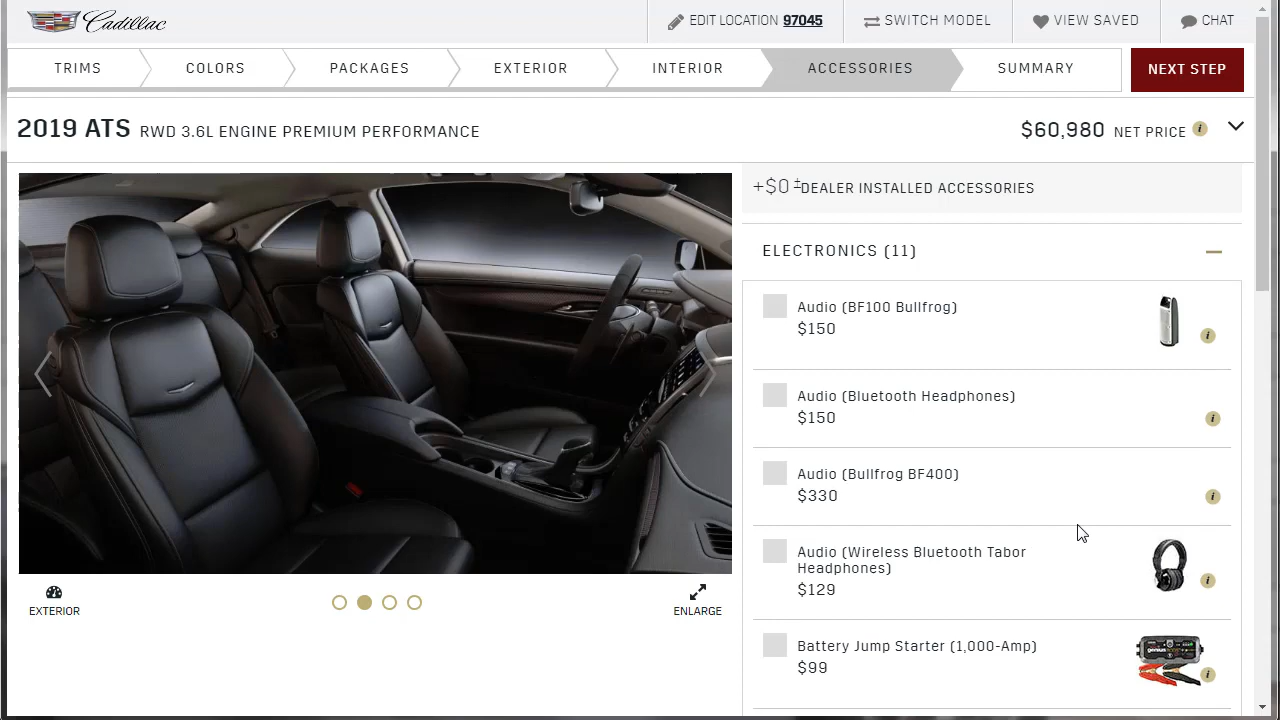 Cadillac
EDIT LOCATION 97045
SWITCH MODEL
VIEW SAVED
CHAT
TRIMS
COLORS
PACKAGES
EXTERIOR
INTERIOR
ACCESSORIES
SUMMARY
NEXT STEP
2019 ATS RWD 3.6L ENGINE PREMIUM PERFORMANCE
$60,980 NET PRICE i
+$0 ‡DEALER INSTALLED ACCESSORIES
ELECTRONICS (11)
Audio (BF100 Bullfrog)
$150
i
Audio (Bluetooth Headphones)
$150
i
Audio (Bullfrog BF400)
$330
i
Audio (Wireless Bluetooth Tabor
Headphones)
$129
i
Battery Jump Starter (1,000-Amp)
$99
i
EXTERIOR
ENLARGE